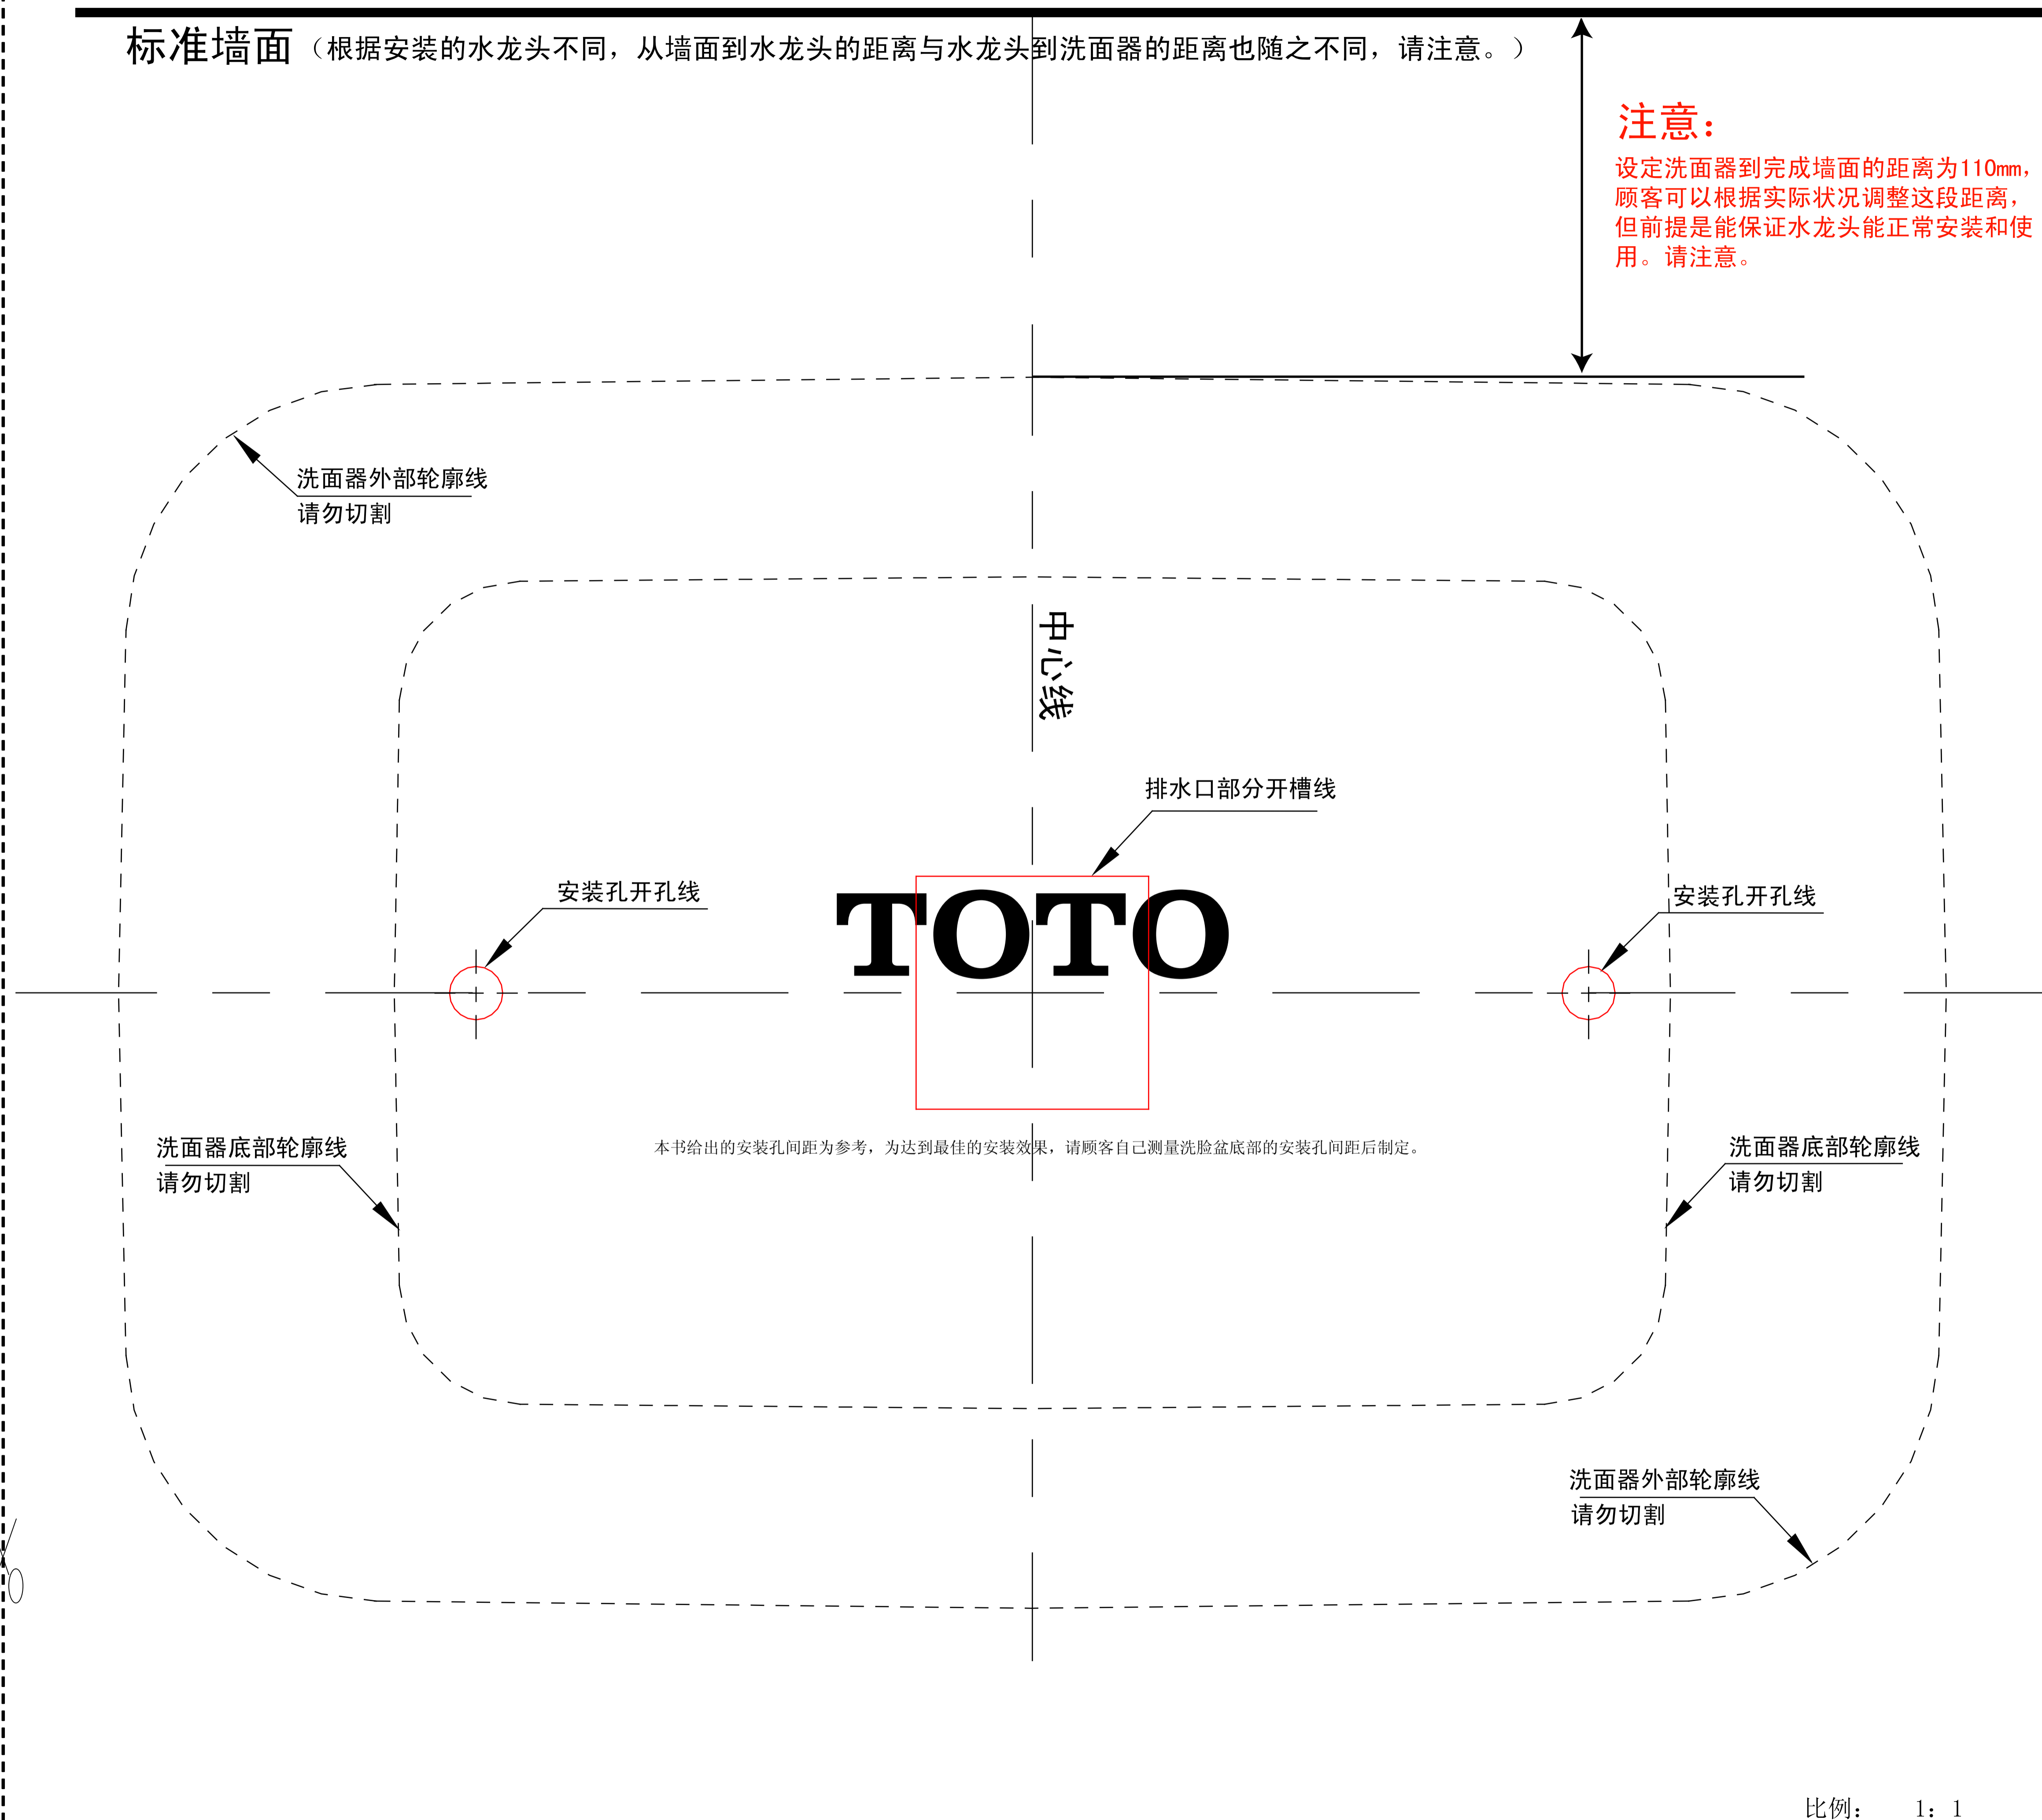 标准墙面（根据安装的水龙头不同，从墙面到水龙头的距离与水龙头到洗面器的距离也随之不同，请注意。）
注意：
设定洗面器到完成墙面的距离为110mm，
顾客可以根据实际状况调整这段距离，
但前提是能保证水龙头能正常安装和使
用。请注意。
洗面器外部轮廓线
请勿切割
中心线
排水口部分开槽线
安装孔开孔线
TOTO
安装孔开孔线
本书给出的安装孔间距为参考，为达到最佳的安装效果，请顾客自己测量洗脸盆底部的安装孔间距后制定。
洗面器底部轮廓线
请勿切割
洗面器底部轮廓线
请勿切割
洗面器外部轮廓线
请勿切割
比例： 1：1